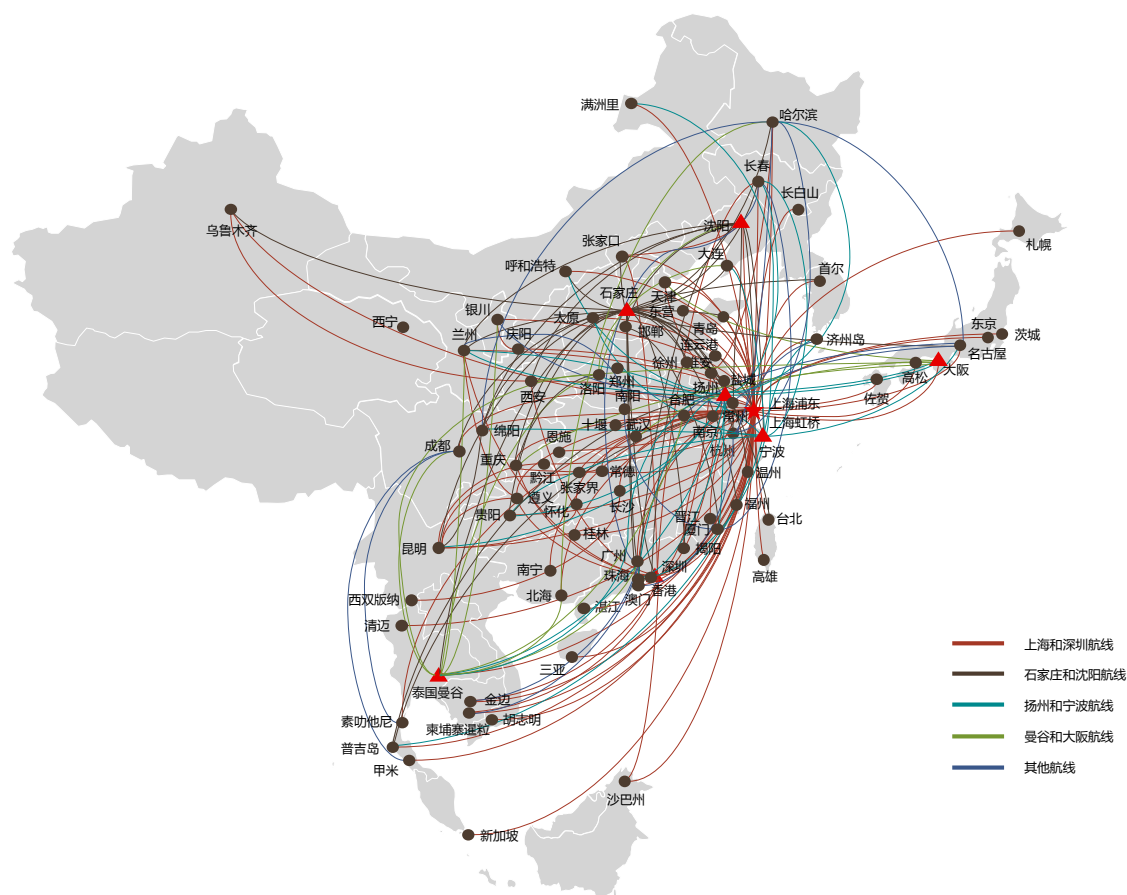 满洲里
哈尔滨
长春
长白山
乌鲁木齐
沈阳
张家口
札幌
大连
呼和浩特
首尔
石家庄
天津
银川
太原
东营
西宁
邯郸
青岛
东京
茨城
兰州
庆阳
连云港
济州岛
名古屋
徐州
淮安
大阪
洛阳
郑州
扬州
盐城
高松
西安
南阳
合肥
佐贺
上海浦东
常州
上海虹桥
绵阳
十堰
武汉
南京
成都
恩施
杭州
宁波
重庆
黔江
张家界
常德
温州
遵义
怀化
长沙
福州
贵阳
晋江
台北
厦门
桂林
昆明
广州
揭阳
南宁
珠海
深圳
高雄
西双版纳
北海
澳门
香港
湛江
清迈
三亚
上海和深圳航线
石家庄和沈阳航线
泰国曼谷
金边
扬州和宁波航线
素叻他尼
柬埔寨暹粒
胡志明
曼谷和大阪航线
普吉岛
甲米
其他航线
沙巴州
新加坡